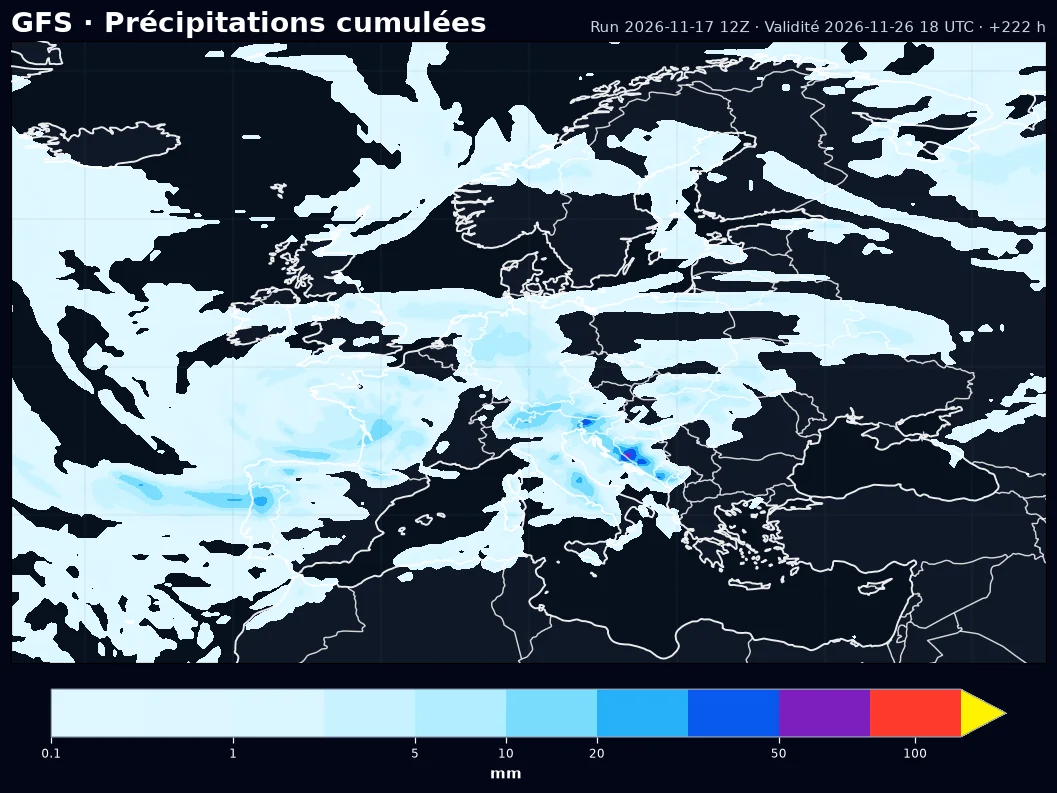 GFS · Précipitations cumulées
Run 2026-11-17 12Z · Validité 2026-11-26 18 UTC · +222 h
0.1 1 5 10 20 50 100
mm